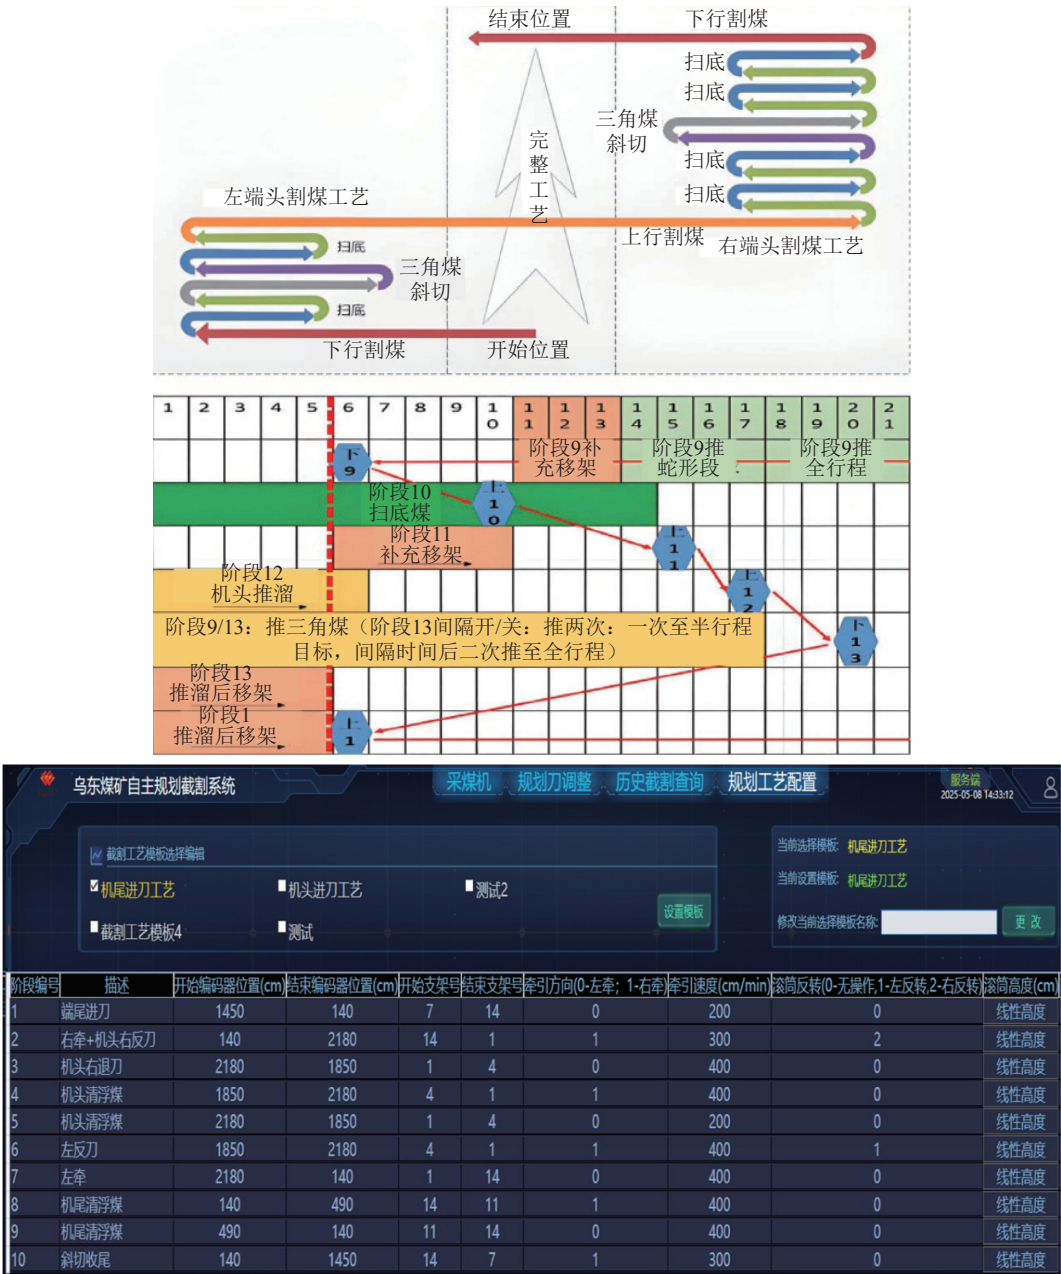 结束位置
下行割煤
扫底
扫底
三角煤
斜切
扫底
扫底
完
整
工
艺
左端头割煤工艺
上行割煤
右端头割煤工艺
扫底
三角煤
斜切
扫底
下行割煤
开始位置
1 2 3 4 5 6 7 8 9 10 11 12 13 14 15 16 17 18 19 20 21
下9
阶段9补
充移架
阶段9推
蛇形段
阶段9推
全行程
阶段10
扫底煤
上10
阶段11
补充移架
上11
阶段12
机头推溜
上12
阶段9/13：推三角煤（阶段13间隔开/关：推两次：一次至半行程
目标，间隔时间后二次推至全行程）
下13
阶段13
推溜后移架
阶段1
推溜后移架
上1
乌东煤矿自主规划截割系统
采煤机 规划刀调整 历史截割查询 规划工艺配置
服务端
2025-05-08 14:33:12
截割工艺模板选择编辑
机尾进刀工艺 机头进刀工艺 测试2
截割工艺模板4 测试
设置模板
当前选择模板: 机尾进刀工艺
当前设置模板: 机尾进刀工艺
修改当前选择模板名称: 更 改
阶段编号 描述 开始编码器位置(cm) 结束编码器位置(cm) 开始支架号 结束支架号 牵引方向(0-左牵；1-右牵) 牵引速度(cm/min) 滚筒反转(0-无操作,1-左反转,2-右反转) 滚筒高度(cm)
1 端尾进刀 1450 140 7 14 0 200 0 线性高度
2 右牵+机头右反刀 140 2180 14 1 1 300 2 线性高度
3 机头右退刀 2180 1850 1 4 0 400 0 线性高度
4 机头清浮煤 1850 2180 4 1 1 400 0 线性高度
5 机头清浮煤 2180 1850 1 4 0 200 0 线性高度
6 左反刀 1850 2180 4 1 1 400 1 线性高度
7 左牵 2180 140 1 14 0 400 0 线性高度
8 机尾清浮煤 140 490 14 11 1 400 0 线性高度
9 机尾清浮煤 490 140 11 14 0 400 0 线性高度
10 斜切收尾 140 1450 14 7 1 300 0 线性高度